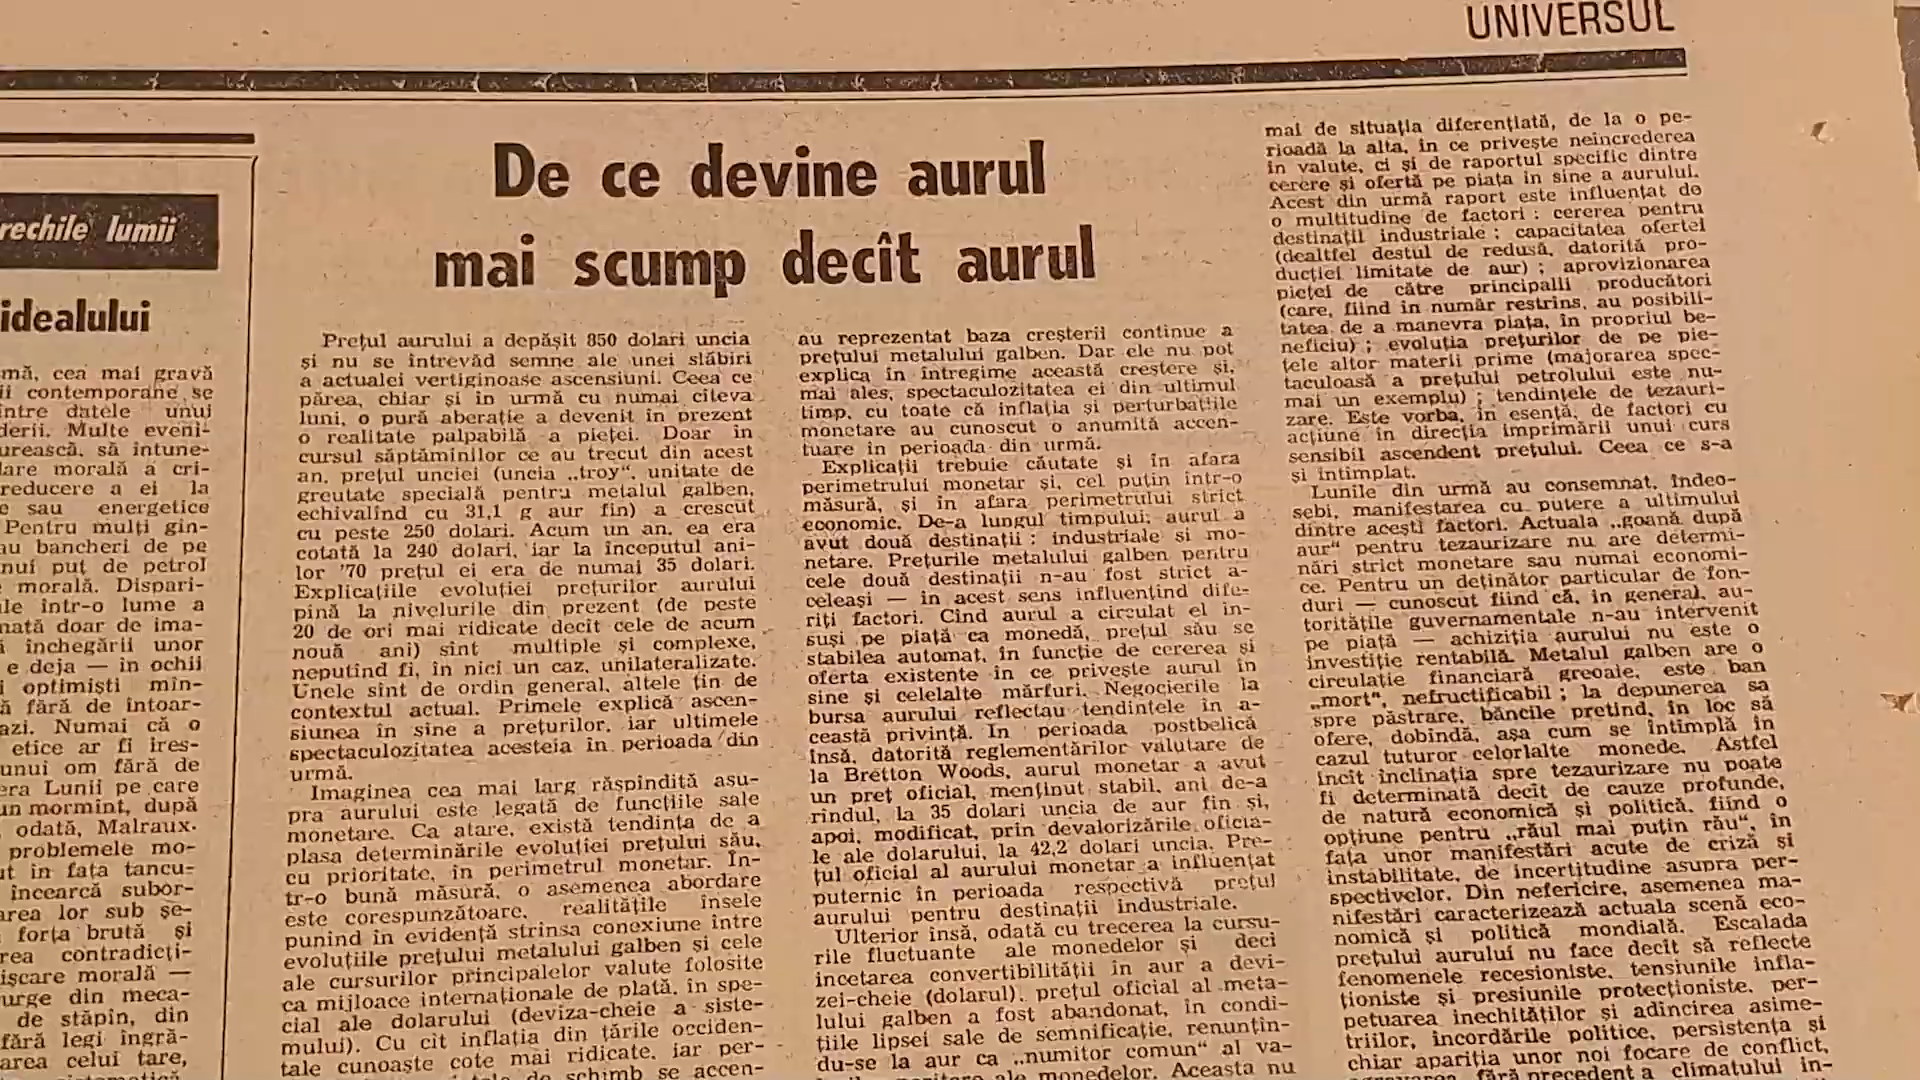 UNIVERSUL
rechile lumii
idealului
mă, cea mai gravă
ii contemporane se
între datele unui
derii. Multe eveni-
urească, să întune-
lare morală a cri-
reducere a ei la
e sau energetice
Pentru mulți gîn-
au bancheri de pe
nui puț de petrol
morală. Dispari-
le într-o lume a
nată doar de ima-
i închegării unor
e deja — în ochii
i optimiști mîn-
ă fără de întoar-
azi. Numai că o
etice ar fi ires-
unui om fără de
era Lunii pe care
un mormînt, după
odată, Malraux.
problemele mo-
ut în fața tancu-
încearcă subor-
area lor sub șe-
forța brută și
rea contradicți-
ișcare morală —
urge din meca-
de stăpîn, din
fără legi îngră-
area celui tare,
De ce devine aurul
mai scump decît aurul
Prețul aurului a depășit 850 dolari uncia
și nu se întrevăd semne ale unei slăbiri
a actualei vertiginoase ascensiuni. Ceea ce
părea, chiar și în urmă cu numai cîteva
luni, o pură aberație a devenit în prezent
o realitate palpabilă a pieței. Doar în
cursul săptămînilor ce au trecut din acest
an, prețul unciei (uncia „troy“, unitate de
greutate specială pentru metalul galben,
echivalînd cu 31,1 g aur fin) a crescut
cu peste 250 dolari. Acum un an, ea era
cotată la 240 dolari, iar la începutul ani-
lor '70 prețul ei era de numai 35 dolari.
Explicațiile evoluției prețurilor aurului
pînă la nivelurile din prezent (de peste
20 de ori mai ridicate decît cele de acum
nouă ani) sînt multiple și complexe,
neputînd fi, în nici un caz, unilateralizate.
Unele sînt de ordin general, altele țin de
contextul actual. Primele explică ascen-
siunea în sine a prețurilor, iar ultimele
spectaculozitatea acesteia în perioada din
urmă.
Imaginea cea mai larg răspîndită asu-
pra aurului este legată de funcțiile sale
monetare. Ca atare, există tendința de a
plasa determinările evoluției prețului său,
cu prioritate, în perimetrul monetar. În-
tr-o bună măsură, o asemenea abordare
este corespunzătoare, realitățile însele
punînd în evidență strînsa conexiune între
evoluțiile prețului metalului galben și cele
ale cursurilor principalelor valute folosite
ca mijloace internaționale de plată, în spe-
cial ale dolarului (deviza-cheie a siste-
mului). Cu cît inflația din țările occiden-
tale cunoaște cote mai ridicate, iar per-
de schimb se accen-
au reprezentat baza creșterii continue a
prețului metalului galben. Dar ele nu pot
explica în întregime această creștere și,
mai ales, spectaculozitatea ei din ultimul
timp, cu toate că inflația și perturbațiile
monetare au cunoscut o anumită accen-
tuare în perioada din urmă.
Explicații trebuie căutate și în afara
perimetrului monetar și, cel puțin într-o
măsură, și în afara perimetrului strict
economic. De-a lungul timpului, aurul a
avut două destinații : industriale și mo-
netare. Prețurile metalului galben pentru
cele două destinații n-au fost strict a-
celeași — în acest sens influențînd dife-
riți factori. Cînd aurul a circulat el în-
suși pe piață ca monedă, prețul său se
stabilea automat, în funcție de cererea și
oferta existente în ce privește aurul în
sine și celelalte mărfuri. Negocierile la
bursa aurului reflectau tendințele în a-
ceastă privință. În perioada postbelică
însă, datorită reglementărilor valutare de
la Bretton Woods, aurul monetar a avut
un preț oficial, menținut stabil, ani de-a
rîndul, la 35 dolari uncia de aur fin și,
apoi, modificat, prin devalorizările oficia-
le ale dolarului, la 42,2 dolari uncia. Pre-
țul oficial al aurului monetar a influențat
puternic în perioada respectivă prețul
aurului pentru destinații industriale.
Ulterior însă, odată cu trecerea la cursu-
rile fluctuante ale monedelor și deci
încetarea convertibilității în aur a devi-
zei-cheie (dolarul), prețul oficial al meta-
lului galben a fost abandonat, în condi-
țiile lipsei sale de semnificație, renunțîn-
du-se la aur ca „numitor comun“ al va-
ale monedelor. Aceasta nu
mai de situația diferențiată, de la o pe-
rioadă la alta, în ce privește neîncrederea
în valute, ci și de raportul specific dintre
cerere și ofertă pe piața în sine a aurului.
Acest din urmă raport este influențat de
o multitudine de factori : cererea pentru
destinații industriale ; capacitatea ofertei
(dealtfel destul de redusă, datorită pro-
ducției limitate de aur) ; aprovizionarea
pieței de către principalii producători
(care, fiind în număr restrîns, au posibili-
tatea de a manevra piața, în propriul be-
neficiu) ; evoluția prețurilor de pe pie-
țele altor materii prime (majorarea spec-
taculoasă a prețului petrolului este nu-
mai un exemplu) ; tendințele de tezauri-
zare. Este vorba, în esență, de factori cu
acțiune în direcția imprimării unui curs
sensibil ascendent prețului. Ceea ce s-a
și întîmplat.
Lunile din urmă au consemnat, îndeo-
sebi, manifestarea cu putere a ultimului
dintre acești factori. Actuala „goană după
aur“ pentru tezaurizare nu are determi-
nări strict monetare sau numai economi-
ce. Pentru un deținător particular de fon-
duri — cunoscut fiind că, în general, au-
toritățile guvernamentale n-au intervenit
pe piață — achiziția aurului nu este o
investiție rentabilă. Metalul galben are o
circulație financiară greoaie, este ban
„mort“, nefructificabil ; la depunerea sa
spre păstrare, băncile pretind, în loc să
ofere, dobîndă, așa cum se întîmplă în
cazul tuturor celorlalte monede. Astfel
încît înclinația spre tezaurizare nu poate
fi determinată decît de cauze profunde,
de natură economică și politică, fiind o
opțiune pentru „răul mai puțin rău“, în
fața unor manifestări acute de criză și
instabilitate, de incertitudine asupra per-
spectivelor. Din nefericire, asemenea ma-
nifestări caracterizează actuala scenă eco-
nomică și politică mondială. Escalada
prețului aurului nu face decît să reflecte
fenomenele recesioniste, tensiunile infla-
ționiste și presiunile protecționiste, per-
petuarea inechităților și adîncirea asime-
triilor, încordările politice, persistența și
chiar apariția unor noi focare de conflict,
fără precedent a climatului in-